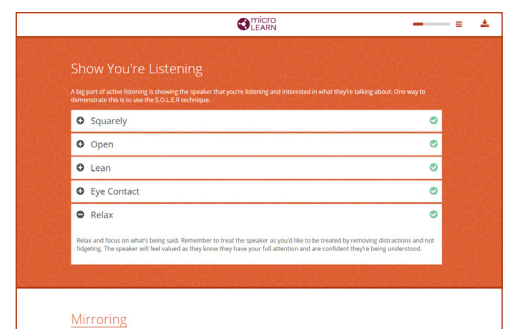 micro
LEARN
Show You're Listening
A big part of active listening is showing the speaker that you're listening and interested in what they're talking about. One way to
demonstrate this is to use the S.O.L.E.R technique.
Squarely
Open
Lean
Eye Contact
Relax
Relax and focus on what's being said. Remember to treat the speaker as you'd like to be treated by removing distractions and not
fidgeting. The speaker will feel valued as they know they have your full attention and are confident they're being understood.
Mirroring